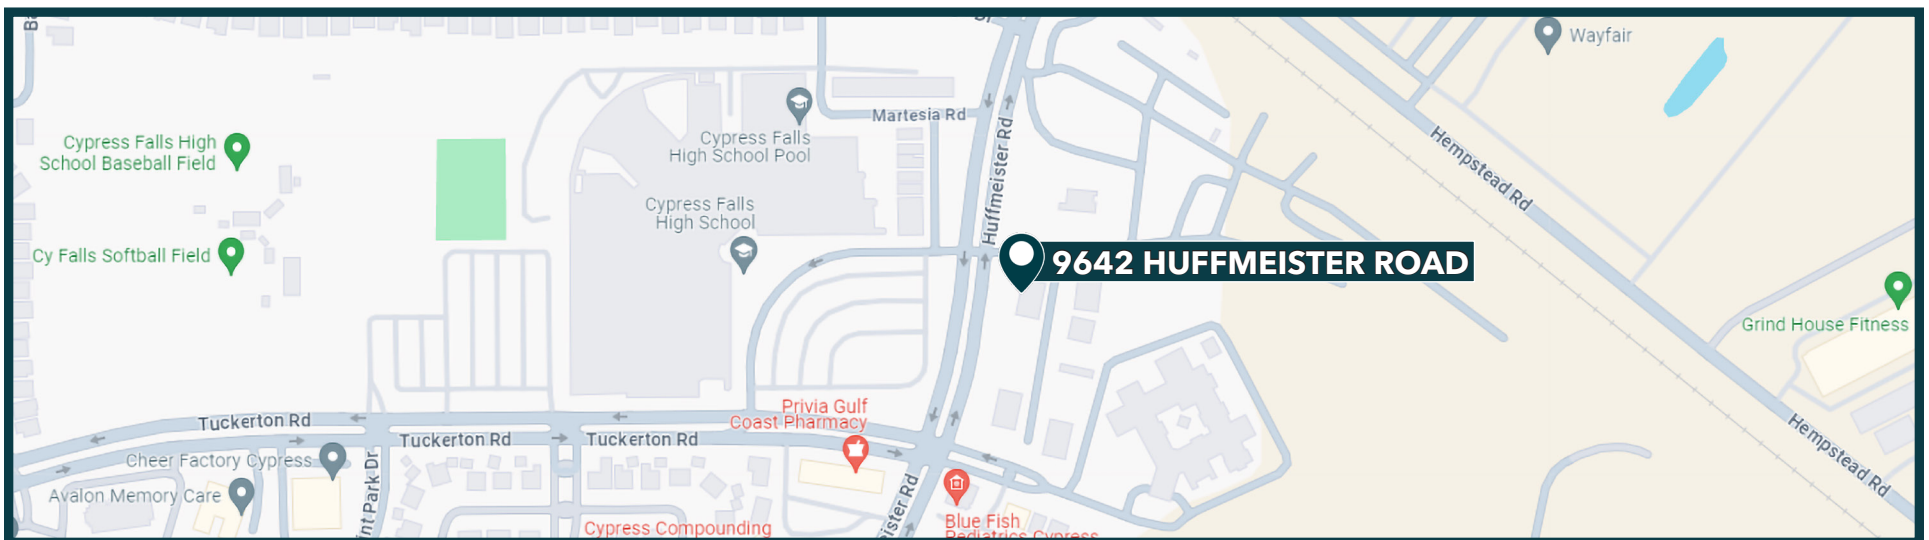 Wayfair
Martesia Rd
Cypress Falls High
School Baseball Field
Cypress Falls
High School Pool
Huffmeister Rd
Hempstead Rd
Cypress Falls
High School
Cy Falls Softball Field
9642 HUFFMEISTER ROAD
Grind House Fitness
Privia Gulf
Coast Pharmacy
Tuckerton Rd
Tuckerton Rd
Tuckerton Rd
Hempstead Rd
Cheer Factory Cypress
Avalon Memory Care
Cypress Compounding
Blue Fish
Pediatrics Cypress